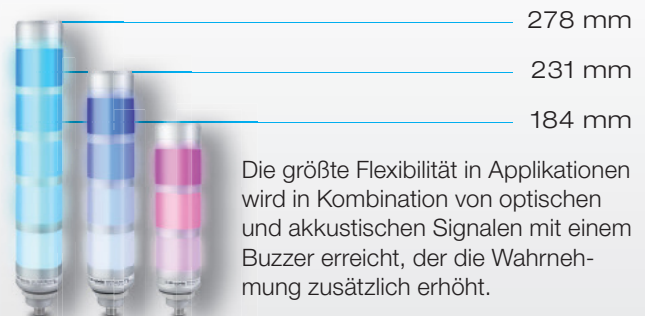 278 mm
231 mm
184 mm
Die größte Flexibilität in Applikationen
wird in Kombination von optischen
und akkustischen Signalen mit einem
Buzzer erreicht, der die Wahrneh-
mung zusätzlich erhöht.